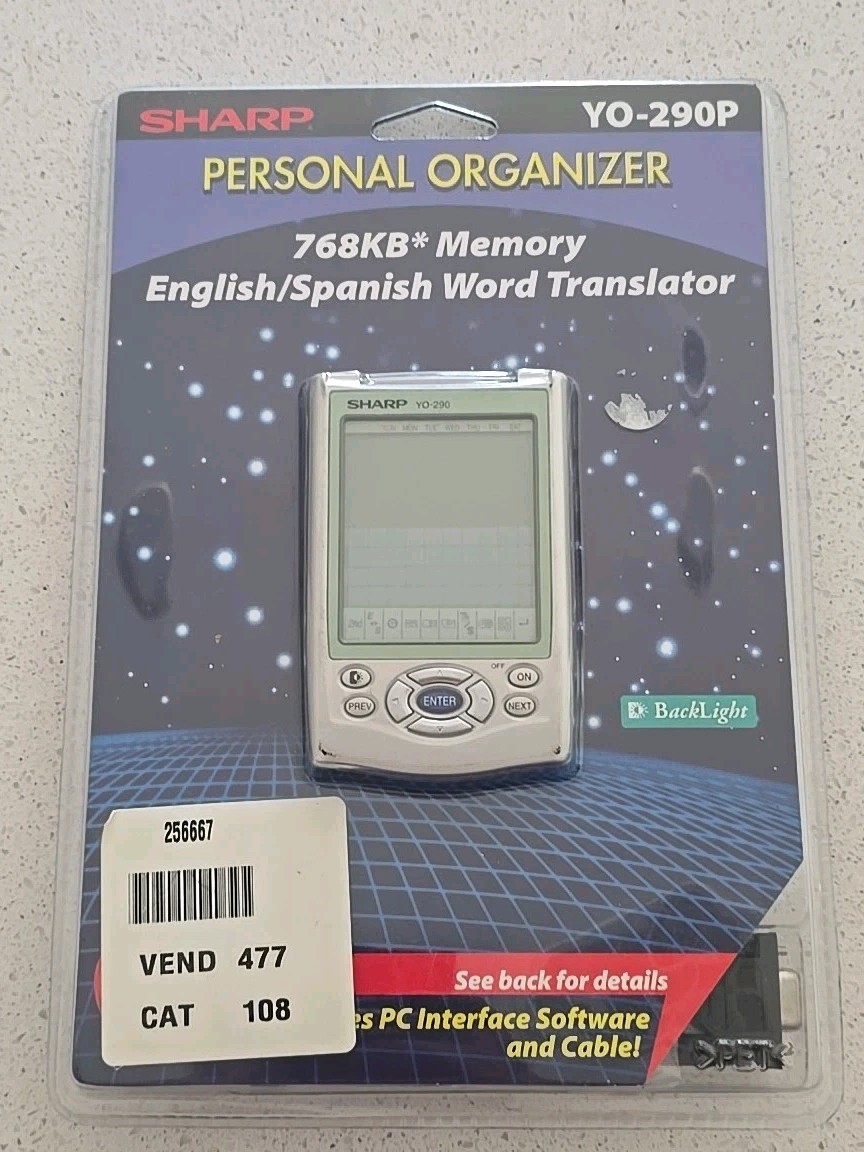 SHARP
YO-290P
PERSONAL ORGANIZER
768KB* Memory
English/Spanish Word Translator
SHARP YO-290
SUN MON TUE WED THU FRI SAT
OFF
ON
PREV
ENTER
NEXT
BackLight
256667
VEND 477
CAT 108
See back for details
es PC Interface Software
and Cable!
>PET<